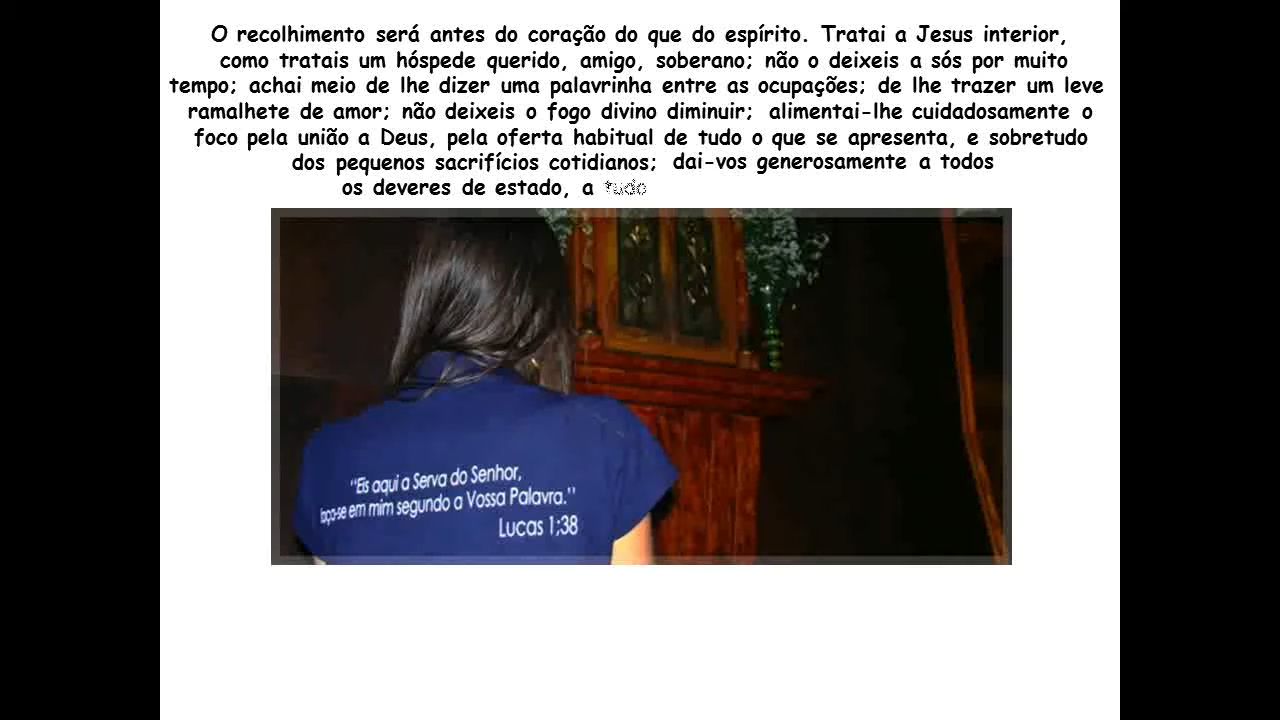 O recolhimento será antes do coração do que do espírito. Tratai a Jesus interior,
como tratais um hóspede querido, amigo, soberano; não o deixeis a sós por muito
tempo; achai meio de lhe dizer uma palavrinha entre as ocupações; de lhe trazer um leve
ramalhete de amor; não deixeis o fogo divino diminuir; alimentai-lhe cuidadosamente o
foco pela união a Deus, pela oferta habitual de tudo o que se apresenta, e sobretudo
dos pequenos sacrifícios cotidianos; dai-vos generosamente a todos
os deveres de estado, a tudo
"Eis aqui a Serva do Senhor,
faça-se em mim segundo a Vossa Palavra."
Lucas 1;38